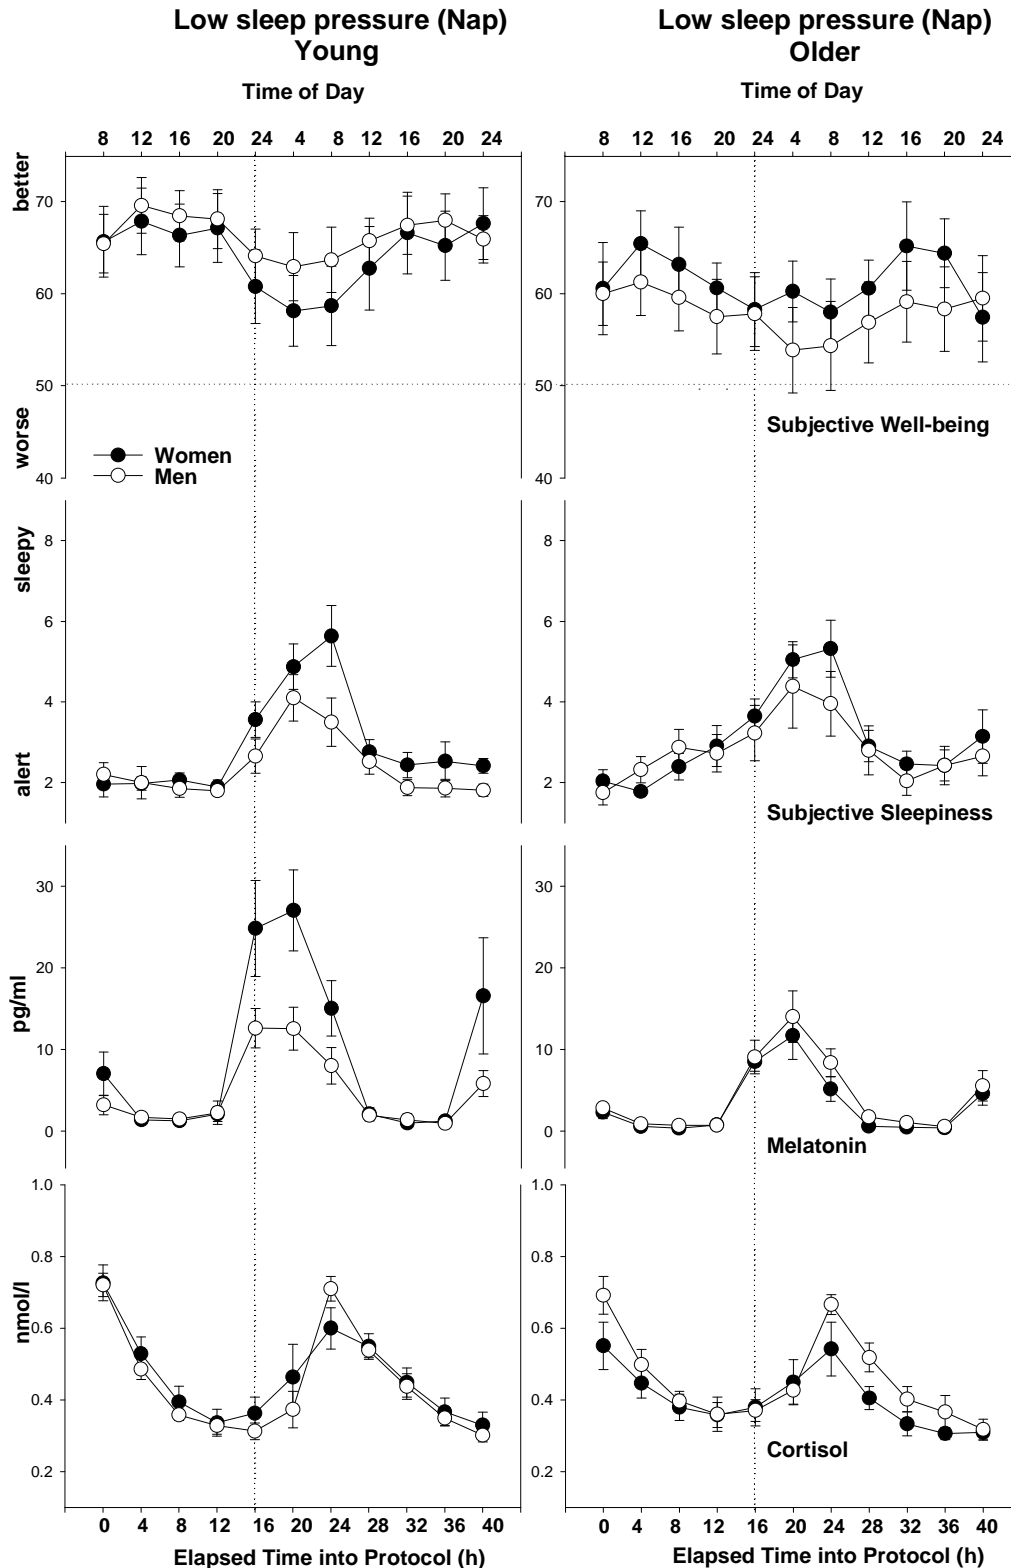 Low sleep pressure (Nap)
Young
Low sleep pressure (Nap)
Older
Time of Day
Time of Day
8 12 16 20 24 4 8 12 16 20 24
8 12 16 20 24 4 8 12 16 20 24
better
worse
70
60
50
40
70
60
50
40
Women
Men
Subjective Well-being
sleepy
alert
8
6
4
2
8
6
4
2
Subjective Sleepiness
pg/ml
30
20
10
0
30
20
10
0
Melatonin
nmol/l
1.0
0.8
0.6
0.4
0.2
1.0
0.8
0.6
0.4
0.2
Cortisol
0 4 8 12 16 20 24 28 32 36 40
0 4 8 12 16 20 24 28 32 36 40
Elapsed Time into Protocol (h)
Elapsed Time into Protocol (h)